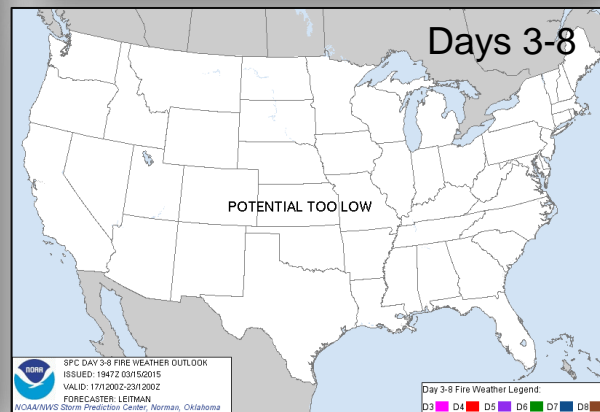 Days 3-8
POTENTIAL TOO LOW
NOAA
SPC DAY 3-8 FIRE WEATHER OUTLOOK
ISSUED: 1947Z 03/15/2015
VALID: 17/1200Z-23/1200Z
FORECASTER: LEITMAN
NOAA/NWS Storm Prediction Center, Norman, Oklahoma
Day 3-8 Fire Weather Legend:
D3 D4 D5 D6 D7 D8